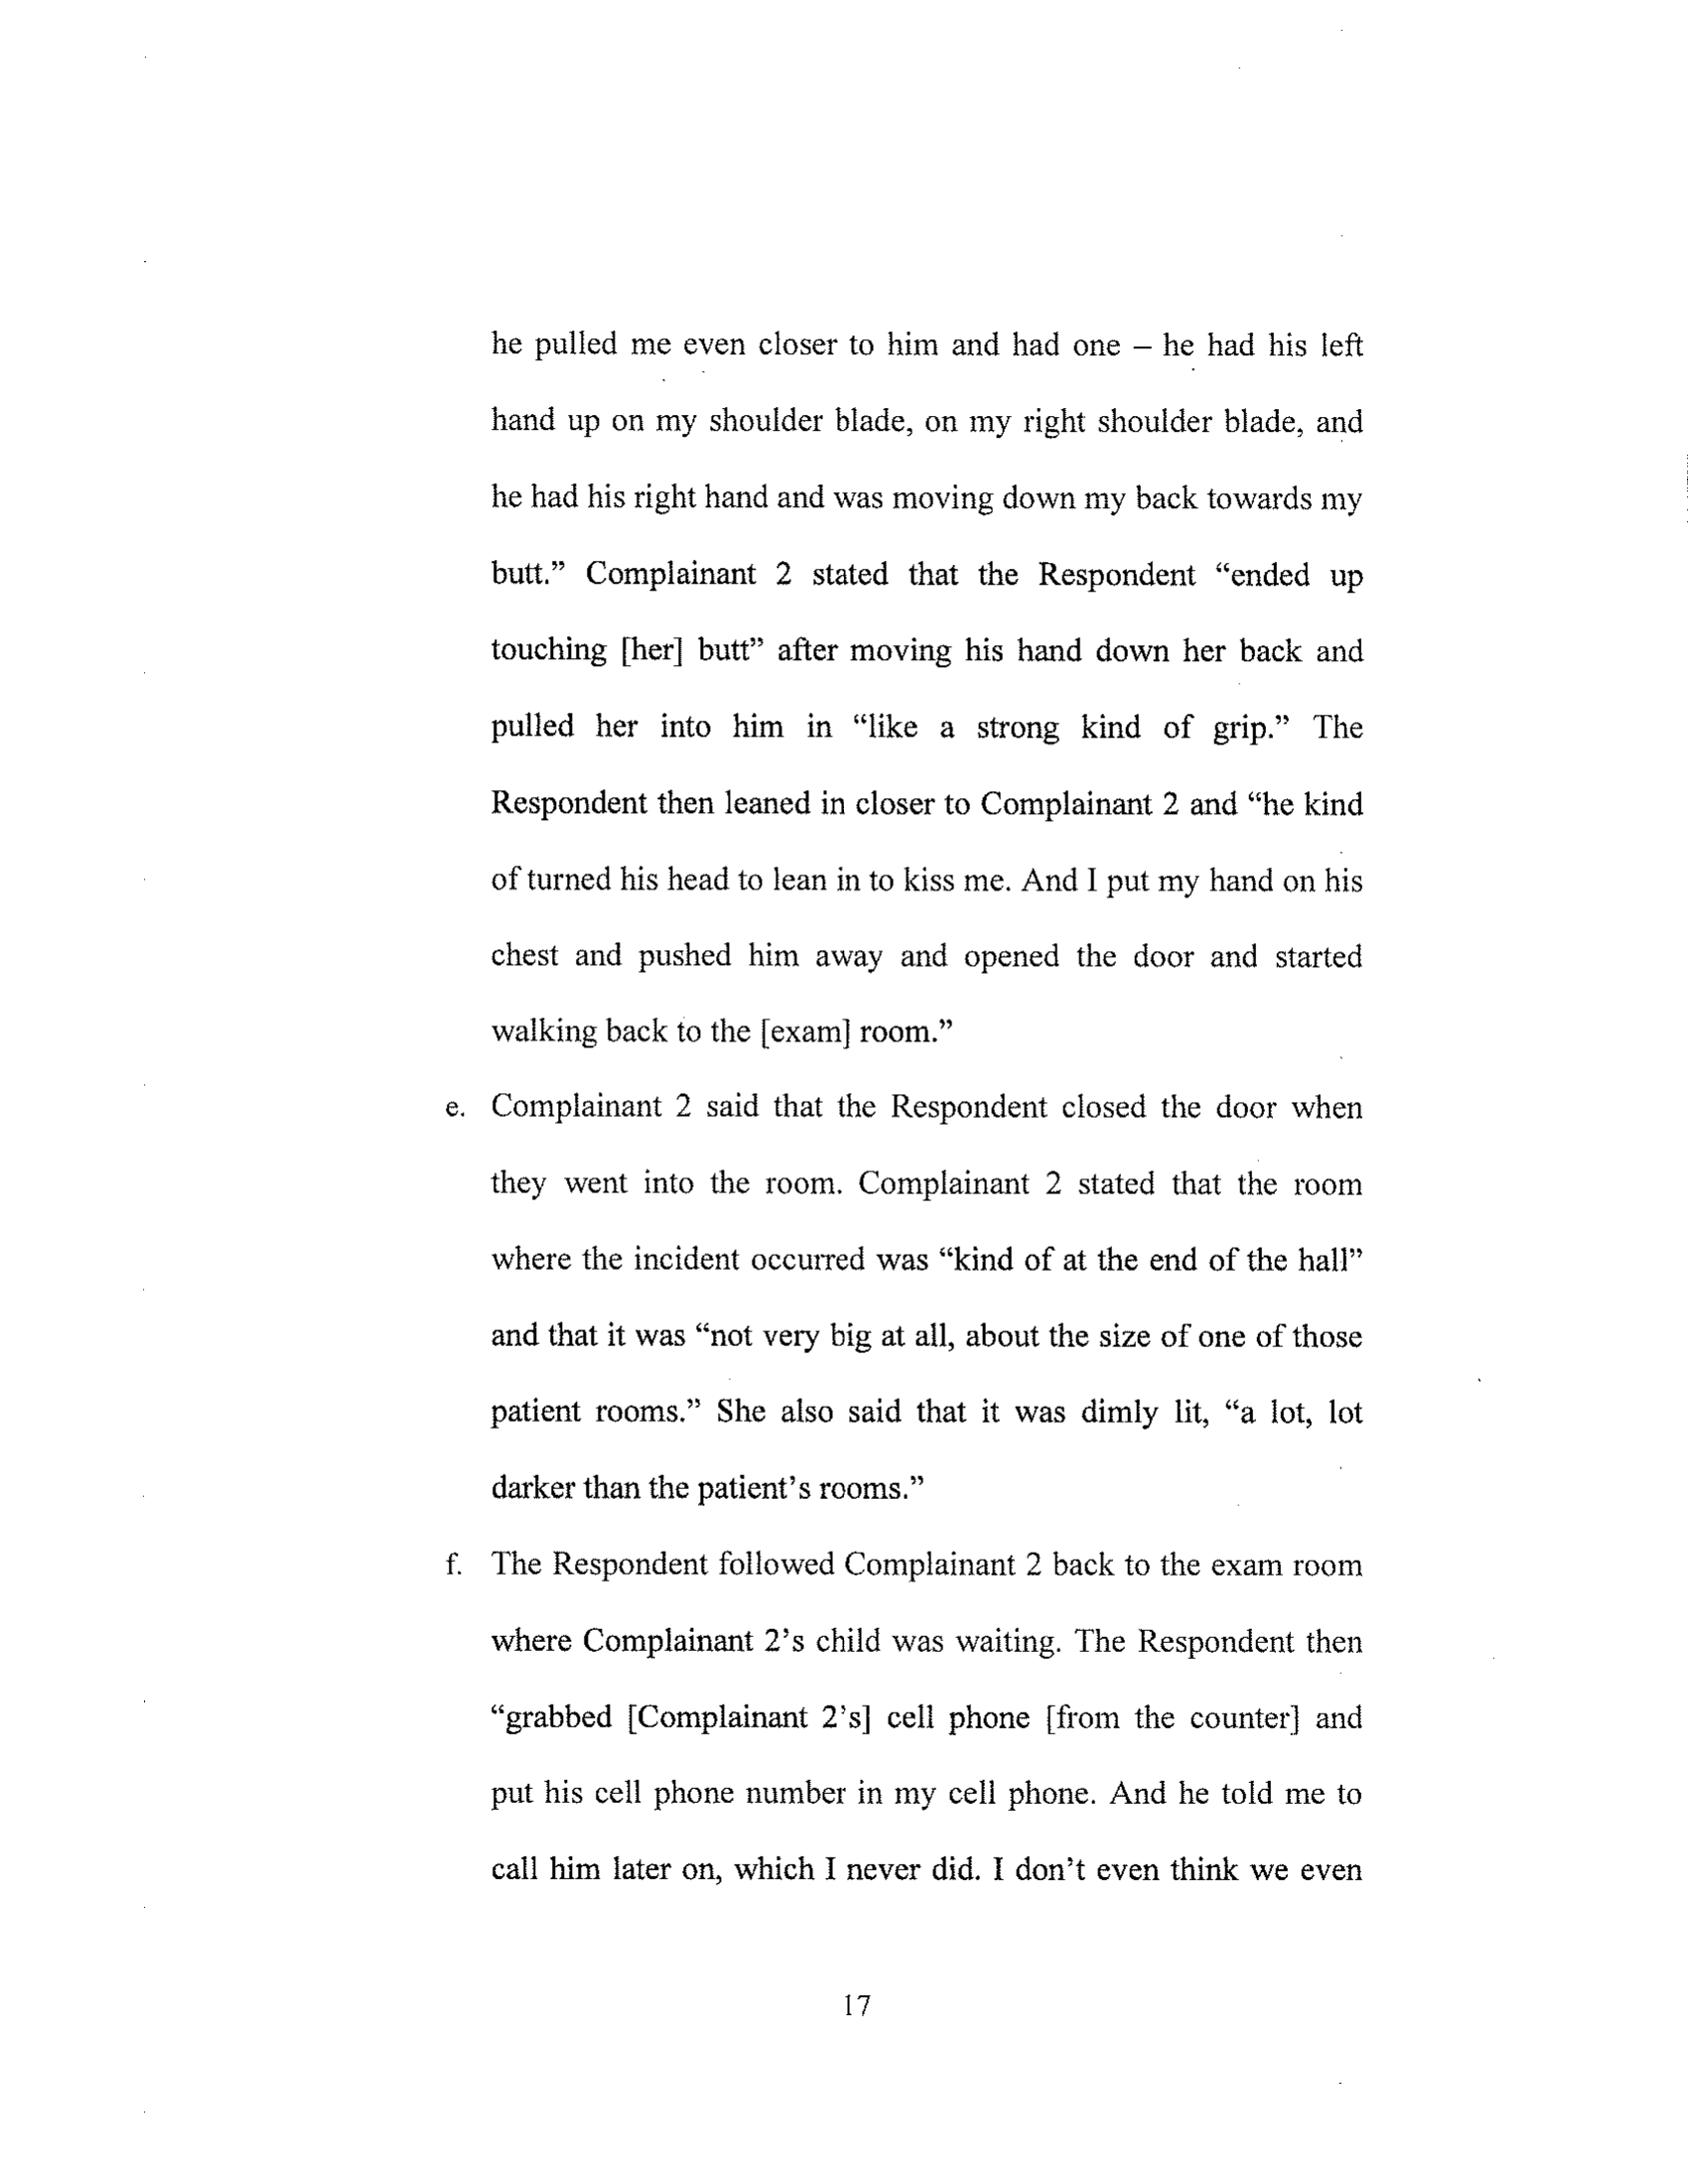 he pulled me even closer to him and had one – he had his left
hand up on my shoulder blade, on my right shoulder blade, and
he had his right hand and was moving down my back towards my
butt.” Complainant 2 stated that the Respondent “ended up
touching [her] butt” after moving his hand down her back and
pulled her into him in “like a strong kind of grip.” The
Respondent then leaned in closer to Complainant 2 and “he kind
of turned his head to lean in to kiss me. And I put my hand on his
chest and pushed him away and opened the door and started
walking back to the [exam] room.”
e. Complainant 2 said that the Respondent closed the door when
they went into the room. Complainant 2 stated that the room
where the incident occurred was “kind of at the end of the hall”
and that it was “not very big at all, about the size of one of those
patient rooms.” She also said that it was dimly lit, “a lot, lot
darker than the patient’s rooms.”
f. The Respondent followed Complainant 2 back to the exam room
where Complainant 2’s child was waiting. The Respondent then
“grabbed [Complainant 2’s] cell phone [from the counter] and
put his cell phone number in my cell phone. And he told me to
call him later on, which I never did. I don’t even think we even
17